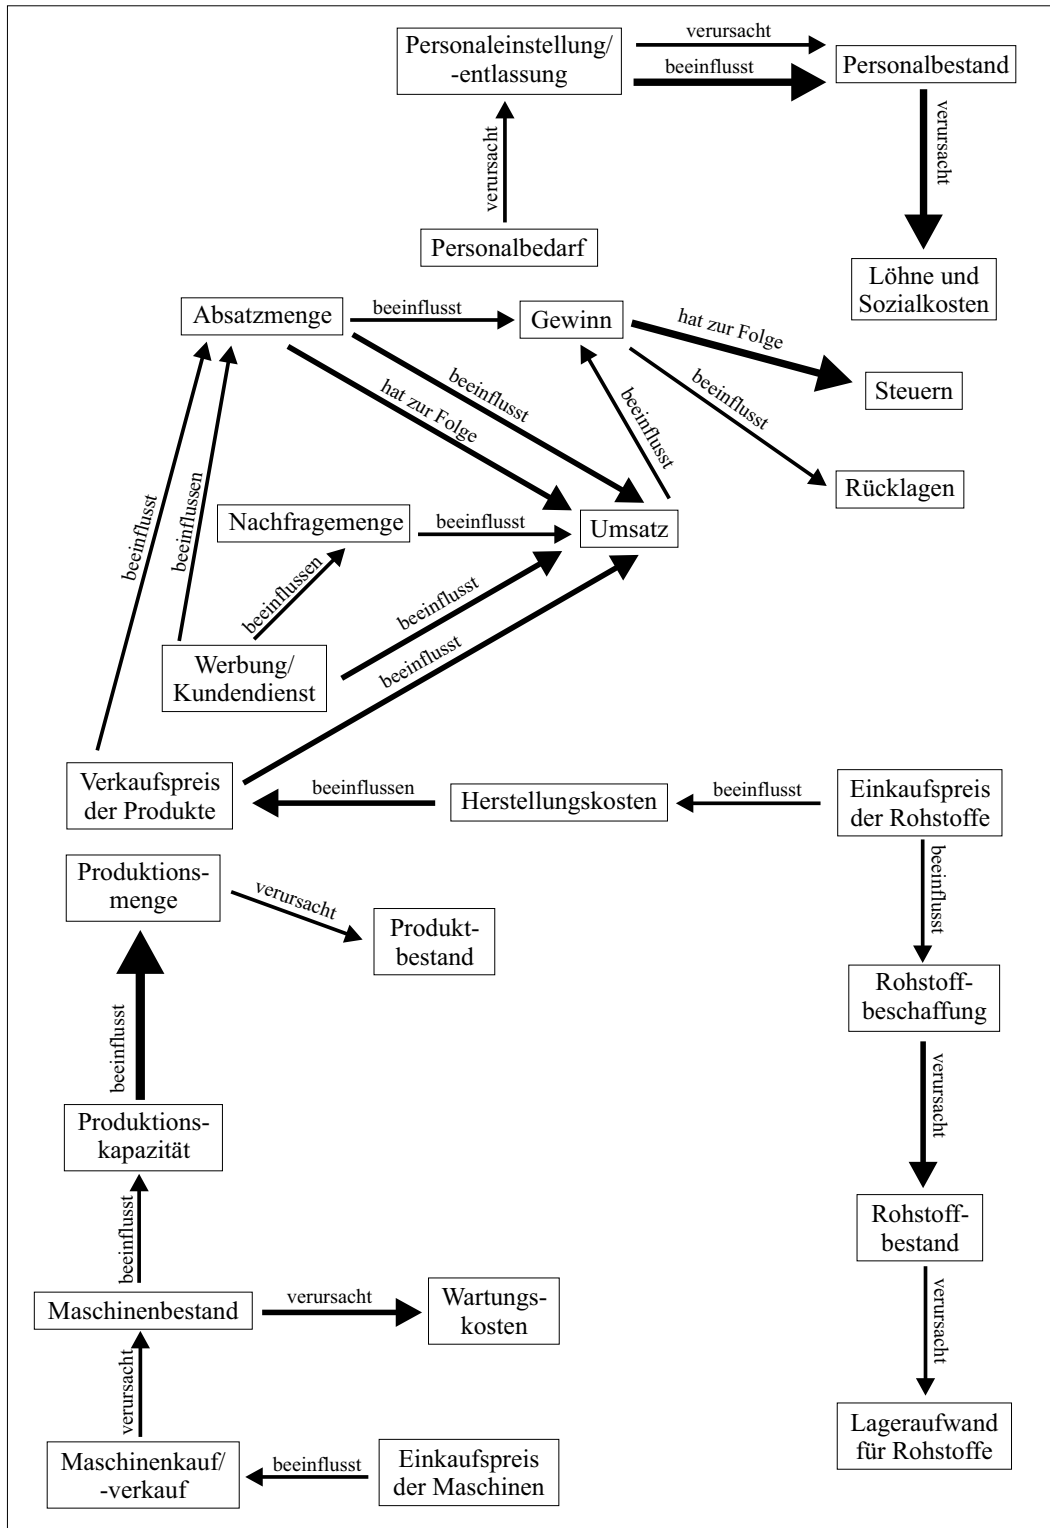 Personaleinstellung/
-entlassung
verursacht
beeinflusst
Personalbestand
verursacht
verursacht
Personalbedarf
Löhne und
Sozialkosten
Absatzmenge
beeinflusst
Gewinn
hat zur Folge
Steuern
beeinflusst
hat zur Folge
beeinflusst
beeinflusst
Rücklagen
beeinflusst
beeinflussen
Nachfragemenge
beeinflusst
Umsatz
beeinflussen
beeinflusst
Werbung/
Kundendienst
beeinflusst
Verkaufspreis
der Produkte
beeinflussen
Herstellungskosten
beeinflusst
Einkaufspreis
der Rohstoffe
Produktions-
menge
verursacht
Produkt-
bestand
beeinflusst
Rohstoff-
beschaffung
beeinflusst
verursacht
Produktions-
kapazität
beeinflusst
Rohstoff-
bestand
Maschinenbestand
verursacht
Wartungs-
kosten
verursacht
verursacht
Maschinenkauf/
-verkauf
beeinflusst
Einkaufspreis
der Maschinen
Lageraufwand
für Rohstoffe